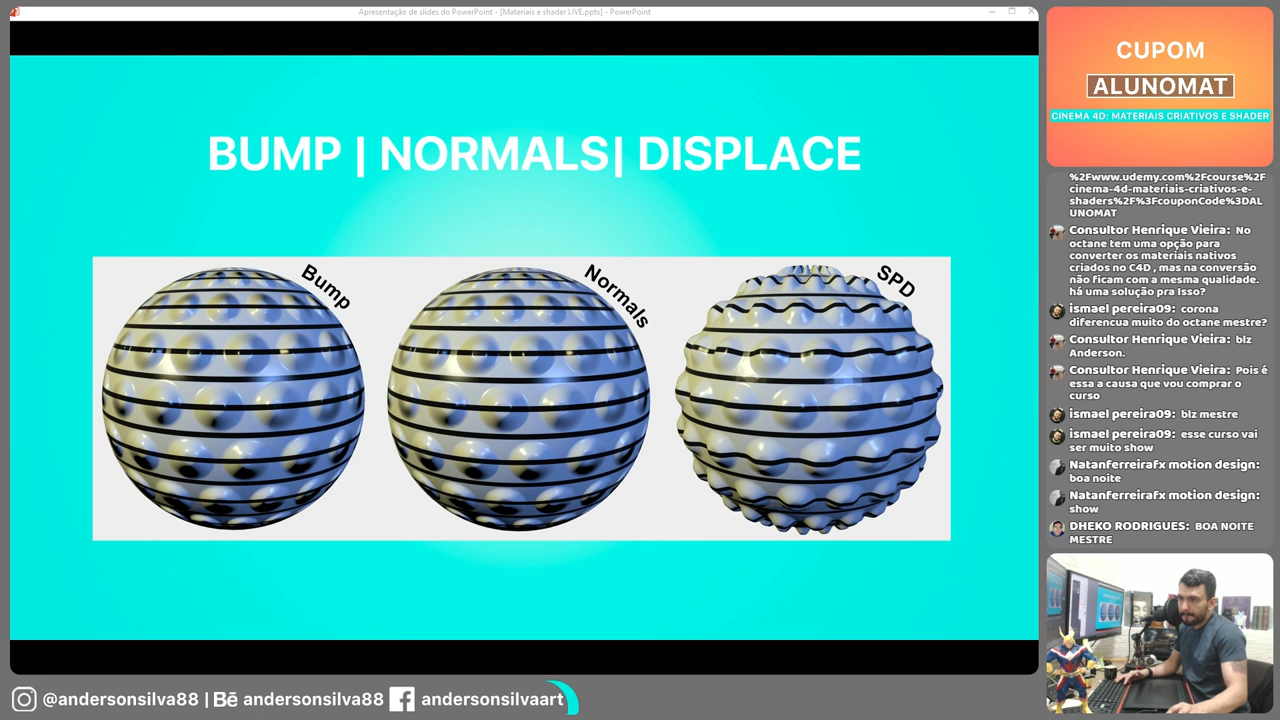 Apresentação de slides do PowerPoint - [Materiais e shader LIVE.pptx] - PowerPoint
BUMP | NORMALS| DISPLACE
Bump
Normals
SPD
CUPOM
ALUNOMAT
CINEMA 4D: MATERIAIS CRIATIVOS E SHADER
%2Fwww.udemy.com%2Fcourse%2F
cinema-4d-materiais-criativos-e-
shaders%2F%3FcouponCode%3DAL
UNOMAT
Consultor Henrique Vieira: No
octane tem uma opção para
converter os materiais nativos
criados no C4D , mas na conversão
não ficam com a mesma qualidade.
há uma solução pra Isso?
ismael pereira09: corona
diferencua muito do octane mestre?
Consultor Henrique Vieira: blz
Anderson.
Consultor Henrique Vieira: Pois é
essa a causa que vou comprar o
curso
ismael pereira09: blz mestre
ismael pereira09: esse curso vai
ser muito show
Natanferreirafx motion design:
boa noite
Natanferreirafx motion design:
show
DHEKO RODRIGUES: BOA NOITE
MESTRE
@andersonsilva88 | Bē andersonsilva88 f andersonsilvaart